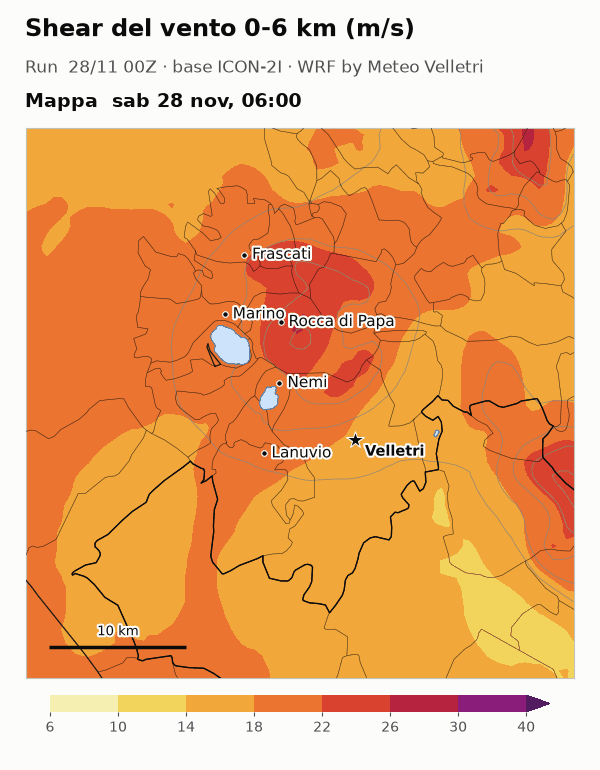 Shear del vento 0-6 km (m/s)
Run 28/11 00Z · base ICON-2I · WRF by Meteo Velletri
Mappa sab 28 nov, 06:00
Frascati
Marino
Rocca di Papa
Nemi
Velletri
Lanuvio
10 km
6 10 14 18 22 26 30 40